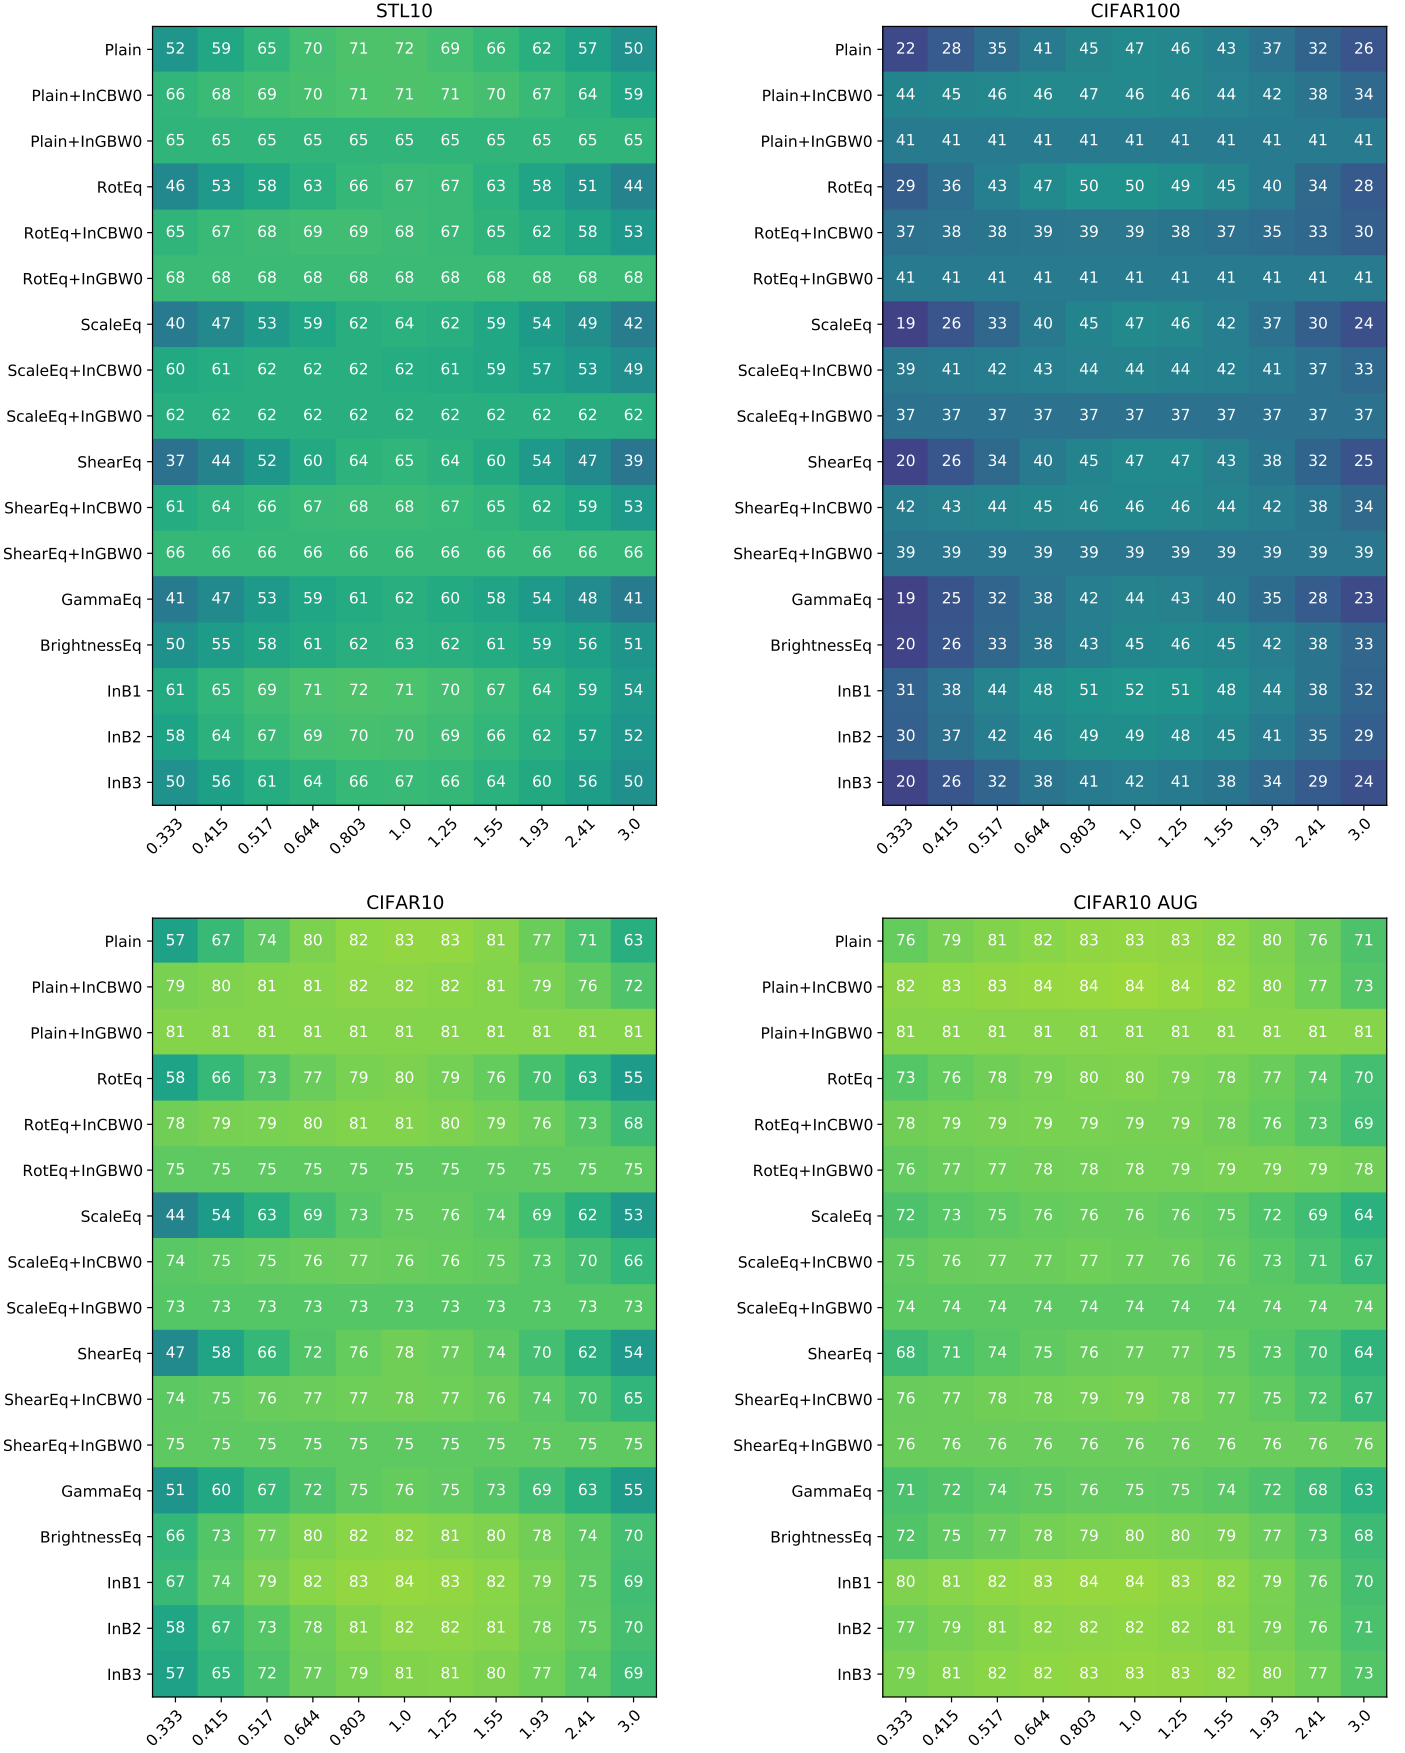 STL10
Plain 52 59 65 70 71 72 69 66 62 57 50
Plain+InCBW0 66 68 69 70 71 71 71 70 67 64 59
Plain+InGBW0 65 65 65 65 65 65 65 65 65 65 65
RotEq 46 53 58 63 66 67 67 63 58 51 44
RotEq+InCBW0 65 67 68 69 69 68 67 65 62 58 53
RotEq+InGBW0 68 68 68 68 68 68 68 68 68 68 68
ScaleEq 40 47 53 59 62 64 62 59 54 49 42
ScaleEq+InCBW0 60 61 62 62 62 62 61 59 57 53 49
ScaleEq+InGBW0 62 62 62 62 62 62 62 62 62 62 62
ShearEq 37 44 52 60 64 65 64 60 54 47 39
ShearEq+InCBW0 61 64 66 67 68 68 67 65 62 59 53
ShearEq+InGBW0 66 66 66 66 66 66 66 66 66 66 66
GammaEq 41 47 53 59 61 62 60 58 54 48 41
BrightnessEq 50 55 58 61 62 63 62 61 59 56 51
InB1 61 65 69 71 72 71 70 67 64 59 54
InB2 58 64 67 69 70 70 69 66 62 57 52
InB3 50 56 61 64 66 67 66 64 60 56 50
0.333 0.415 0.517 0.644 0.803 1.0 1.25 1.55 1.93 2.41 3.0
CIFAR100
Plain 22 28 35 41 45 47 46 43 37 32 26
Plain+InCBW0 44 45 46 46 47 46 46 44 42 38 34
Plain+InGBW0 41 41 41 41 41 41 41 41 41 41 41
RotEq 29 36 43 47 50 50 49 45 40 34 28
RotEq+InCBW0 37 38 38 39 39 39 38 37 35 33 30
RotEq+InGBW0 41 41 41 41 41 41 41 41 41 41 41
ScaleEq 19 26 33 40 45 47 46 42 37 30 24
ScaleEq+InCBW0 39 41 42 43 44 44 44 42 41 37 33
ScaleEq+InGBW0 37 37 37 37 37 37 37 37 37 37 37
ShearEq 20 26 34 40 45 47 47 43 38 32 25
ShearEq+InCBW0 42 43 44 45 46 46 46 44 42 38 34
ShearEq+InGBW0 39 39 39 39 39 39 39 39 39 39 39
GammaEq 19 25 32 38 42 44 43 40 35 28 23
BrightnessEq 20 26 33 38 43 45 46 45 42 38 33
InB1 31 38 44 48 51 52 51 48 44 38 32
InB2 30 37 42 46 49 49 48 45 41 35 29
InB3 20 26 32 38 41 42 41 38 34 29 24
0.333 0.415 0.517 0.644 0.803 1.0 1.25 1.55 1.93 2.41 3.0
CIFAR10
Plain 57 67 74 80 82 83 83 81 77 71 63
Plain+InCBW0 79 80 81 81 82 82 82 81 79 76 72
Plain+InGBW0 81 81 81 81 81 81 81 81 81 81 81
RotEq 58 66 73 77 79 80 79 76 70 63 55
RotEq+InCBW0 78 79 79 80 81 81 80 79 76 73 68
RotEq+InGBW0 75 75 75 75 75 75 75 75 75 75 75
ScaleEq 44 54 63 69 73 75 76 74 69 62 53
ScaleEq+InCBW0 74 75 75 76 77 76 76 75 73 70 66
ScaleEq+InGBW0 73 73 73 73 73 73 73 73 73 73 73
ShearEq 47 58 66 72 76 78 77 74 70 62 54
ShearEq+InCBW0 74 75 76 77 77 78 77 76 74 70 65
ShearEq+InGBW0 75 75 75 75 75 75 75 75 75 75 75
GammaEq 51 60 67 72 75 76 75 73 69 63 55
BrightnessEq 66 73 77 80 82 82 81 80 78 74 70
InB1 67 74 79 82 83 84 83 82 79 75 69
InB2 58 67 73 78 81 82 82 81 78 75 70
InB3 57 65 72 77 79 81 81 80 77 74 69
0.333 0.415 0.517 0.644 0.803 1.0 1.25 1.55 1.93 2.41 3.0
CIFAR10 AUG
Plain 76 79 81 82 83 83 83 82 80 76 71
Plain+InCBW0 82 83 83 84 84 84 84 82 80 77 73
Plain+InGBW0 81 81 81 81 81 81 81 81 81 81 81
RotEq 73 76 78 79 80 80 79 78 77 74 70
RotEq+InCBW0 78 79 79 79 79 79 79 78 76 73 69
RotEq+InGBW0 76 77 77 78 78 78 79 79 79 79 78
ScaleEq 72 73 75 76 76 76 76 75 72 69 64
ScaleEq+InCBW0 75 76 77 77 77 77 76 76 73 71 67
ScaleEq+InGBW0 74 74 74 74 74 74 74 74 74 74 74
ShearEq 68 71 74 75 76 77 77 75 73 70 64
ShearEq+InCBW0 76 77 78 78 79 79 78 77 75 72 67
ShearEq+InGBW0 76 76 76 76 76 76 76 76 76 76 76
GammaEq 71 72 74 75 76 75 75 74 72 68 63
BrightnessEq 72 75 77 78 79 80 80 79 77 73 68
InB1 80 81 82 83 84 84 83 82 79 76 70
InB2 77 79 81 82 82 82 82 81 79 76 71
InB3 79 81 82 82 83 83 83 82 80 77 73
0.333 0.415 0.517 0.644 0.803 1.0 1.25 1.55 1.93 2.41 3.0